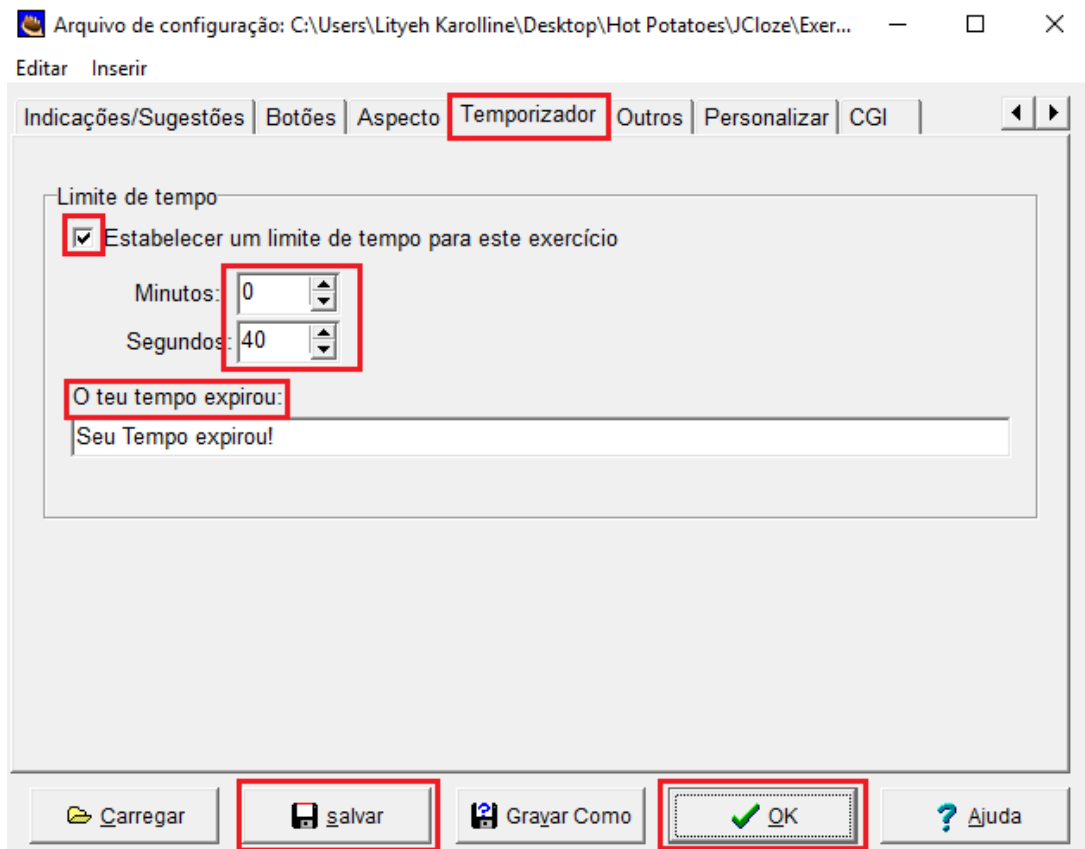 Arquivo de configuração: C:\Users\Lityeh Karolline\Desktop\Hot Potatoes\JCloze\Exer...
Editar Inserir
Indicações/Sugestões Botões Aspecto Temporizador Outros Personalizar CGI
Limite de tempo
Estabelecer um limite de tempo para este exercício
Minutos: 0
Segundos: 40
O teu tempo expirou:
Seu Tempo expirou!
Carregar salvar Gravar Como OK Ajuda